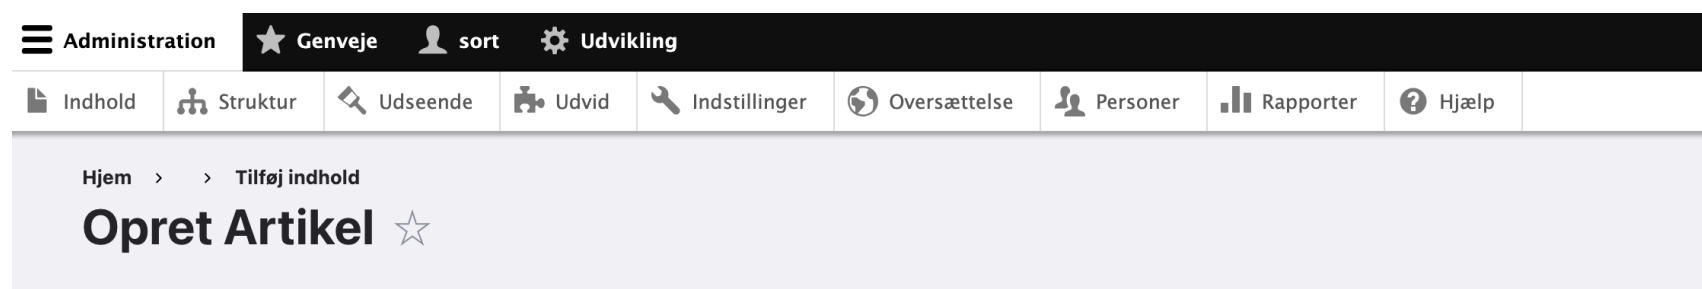 Administration Genveje sort Udvikling
Indhold Struktur Udseende Udvid Indstillinger Oversættelse Personer Rapporter Hjælp
Hjem › › Tilføj indhold
Opret Artikel